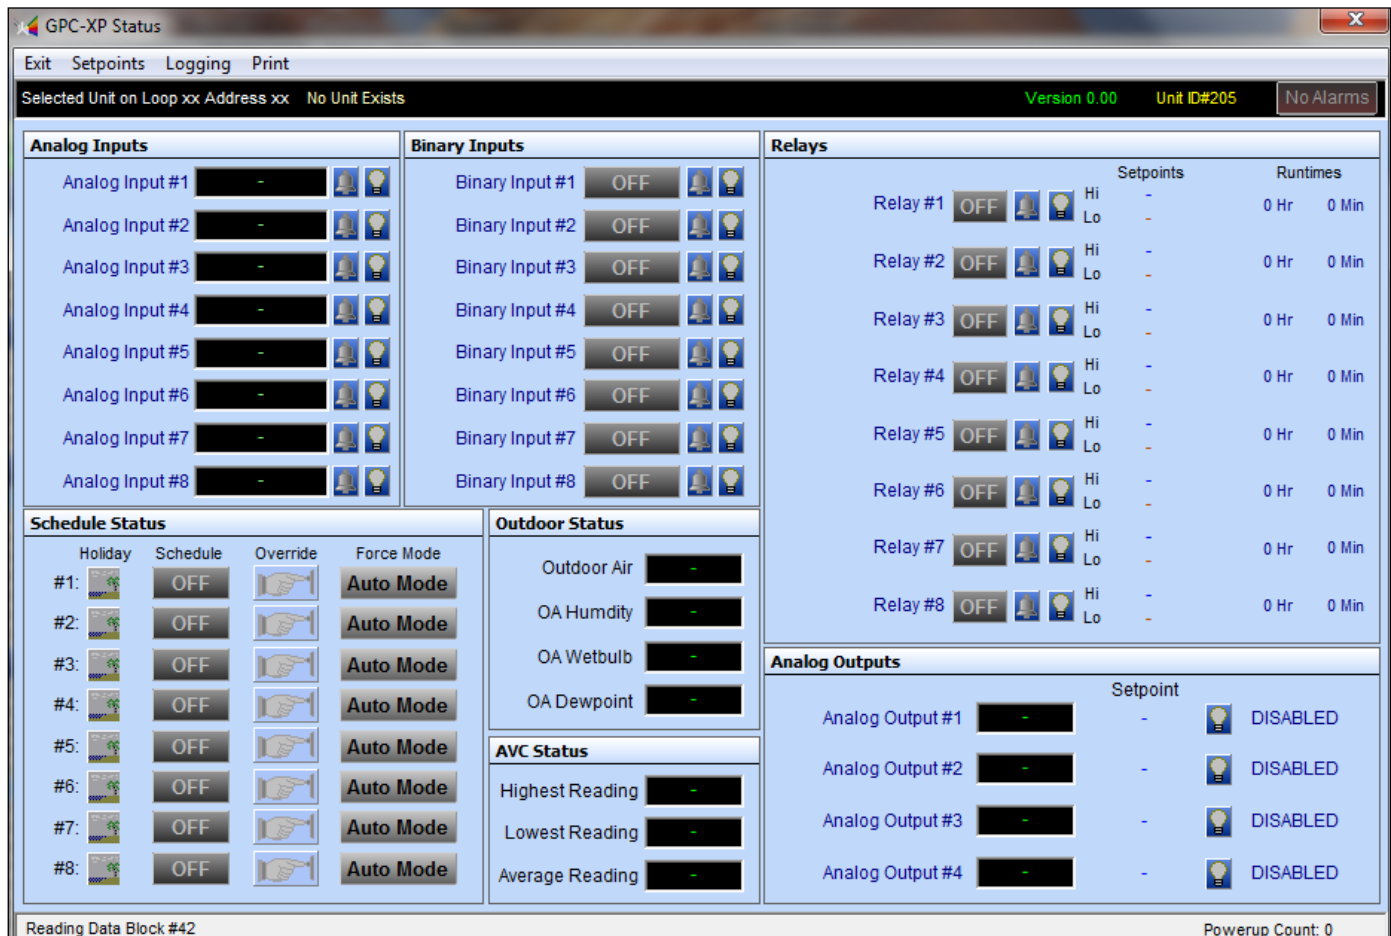 GPC-XP Status
X
Exit Setpoints Logging Print
Selected Unit on Loop xx Address xx No Unit Exists Version 0.00 Unit ID#205 No Alarms
Analog Inputs
Analog Input #1 -
Analog Input #2 -
Analog Input #3 -
Analog Input #4 -
Analog Input #5 -
Analog Input #6 -
Analog Input #7 -
Analog Input #8 -
Binary Inputs
Binary Input #1 OFF
Binary Input #2 OFF
Binary Input #3 OFF
Binary Input #4 OFF
Binary Input #5 OFF
Binary Input #6 OFF
Binary Input #7 OFF
Binary Input #8 OFF
Relays
Setpoints Runtimes
Relay #1 OFF Hi - 0 Hr 0 Min
Lo -
Relay #2 OFF Hi - 0 Hr 0 Min
Lo -
Relay #3 OFF Hi - 0 Hr 0 Min
Lo -
Relay #4 OFF Hi - 0 Hr 0 Min
Lo -
Relay #5 OFF Hi - 0 Hr 0 Min
Lo -
Relay #6 OFF Hi - 0 Hr 0 Min
Lo -
Relay #7 OFF Hi - 0 Hr 0 Min
Lo -
Relay #8 OFF Hi - 0 Hr 0 Min
Lo -
Schedule Status
Holiday Schedule Override Force Mode
#1: OFF Auto Mode
#2: OFF Auto Mode
#3: OFF Auto Mode
#4: OFF Auto Mode
#5: OFF Auto Mode
#6: OFF Auto Mode
#7: OFF Auto Mode
#8: OFF Auto Mode
Outdoor Status
Outdoor Air -
OA Humdity -
OA Wetbulb -
OA Dewpoint -
AVC Status
Highest Reading -
Lowest Reading -
Average Reading -
Analog Outputs
Setpoint
Analog Output #1 - - DISABLED
Analog Output #2 - - DISABLED
Analog Output #3 - - DISABLED
Analog Output #4 - - DISABLED
Reading Data Block #42 Powerup Count: 0